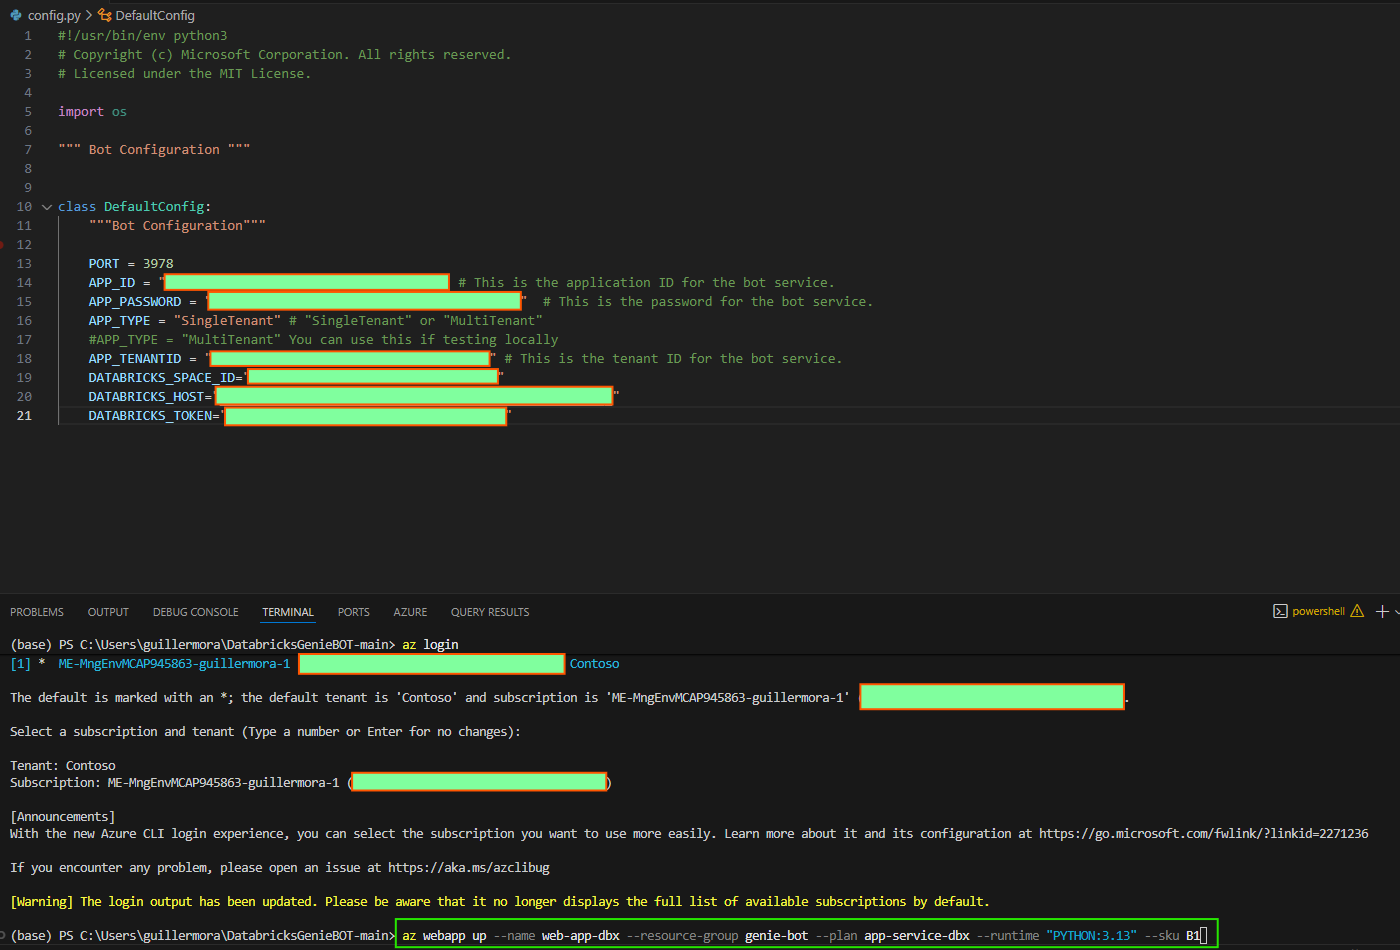 config.py > DefaultConfig
1 #!/usr/bin/env python3
2 # Copyright (c) Microsoft Corporation. All rights reserved.
3 # Licensed under the MIT License.
4
5 import os
6
7 """ Bot Configuration """
8
9
10 class DefaultConfig:
11 """Bot Configuration"""
12
13 PORT = 3978
14 APP_ID = " # This is the application ID for the bot service.
15 APP_PASSWORD = " " # This is the password for the bot service.
16 APP_TYPE = "SingleTenant" # "SingleTenant" or "MultiTenant"
17 #APP_TYPE = "MultiTenant" You can use this if testing locally
18 APP_TENANTID = " " # This is the tenant ID for the bot service.
19 DATABRICKS_SPACE_ID=" "
20 DATABRICKS_HOST=" "
21 DATABRICKS_TOKEN=" "
PROBLEMS OUTPUT DEBUG CONSOLE TERMINAL PORTS AZURE QUERY RESULTS powershell
(base) PS C:\Users\guillermora\DatabricksGenieBOT-main> az login
[1] * ME-MngEnvMCAP945863-guillermora-1 Contoso
The default is marked with an *; the default tenant is 'Contoso' and subscription is 'ME-MngEnvMCAP945863-guillermora-1' ( .
Select a subscription and tenant (Type a number or Enter for no changes):
Tenant: Contoso
Subscription: ME-MngEnvMCAP945863-guillermora-1 ( )
[Announcements]
With the new Azure CLI login experience, you can select the subscription you want to use more easily. Learn more about it and its configuration at https://go.microsoft.com/fwlink/?linkid=2271236
If you encounter any problem, please open an issue at https://aka.ms/azclibug
[Warning] The login output has been updated. Please be aware that it no longer displays the full list of available subscriptions by default.
(base) PS C:\Users\guillermora\DatabricksGenieBOT-main> az webapp up --name web-app-dbx --resource-group genie-bot --plan app-service-dbx --runtime "PYTHON:3.13" --sku B1